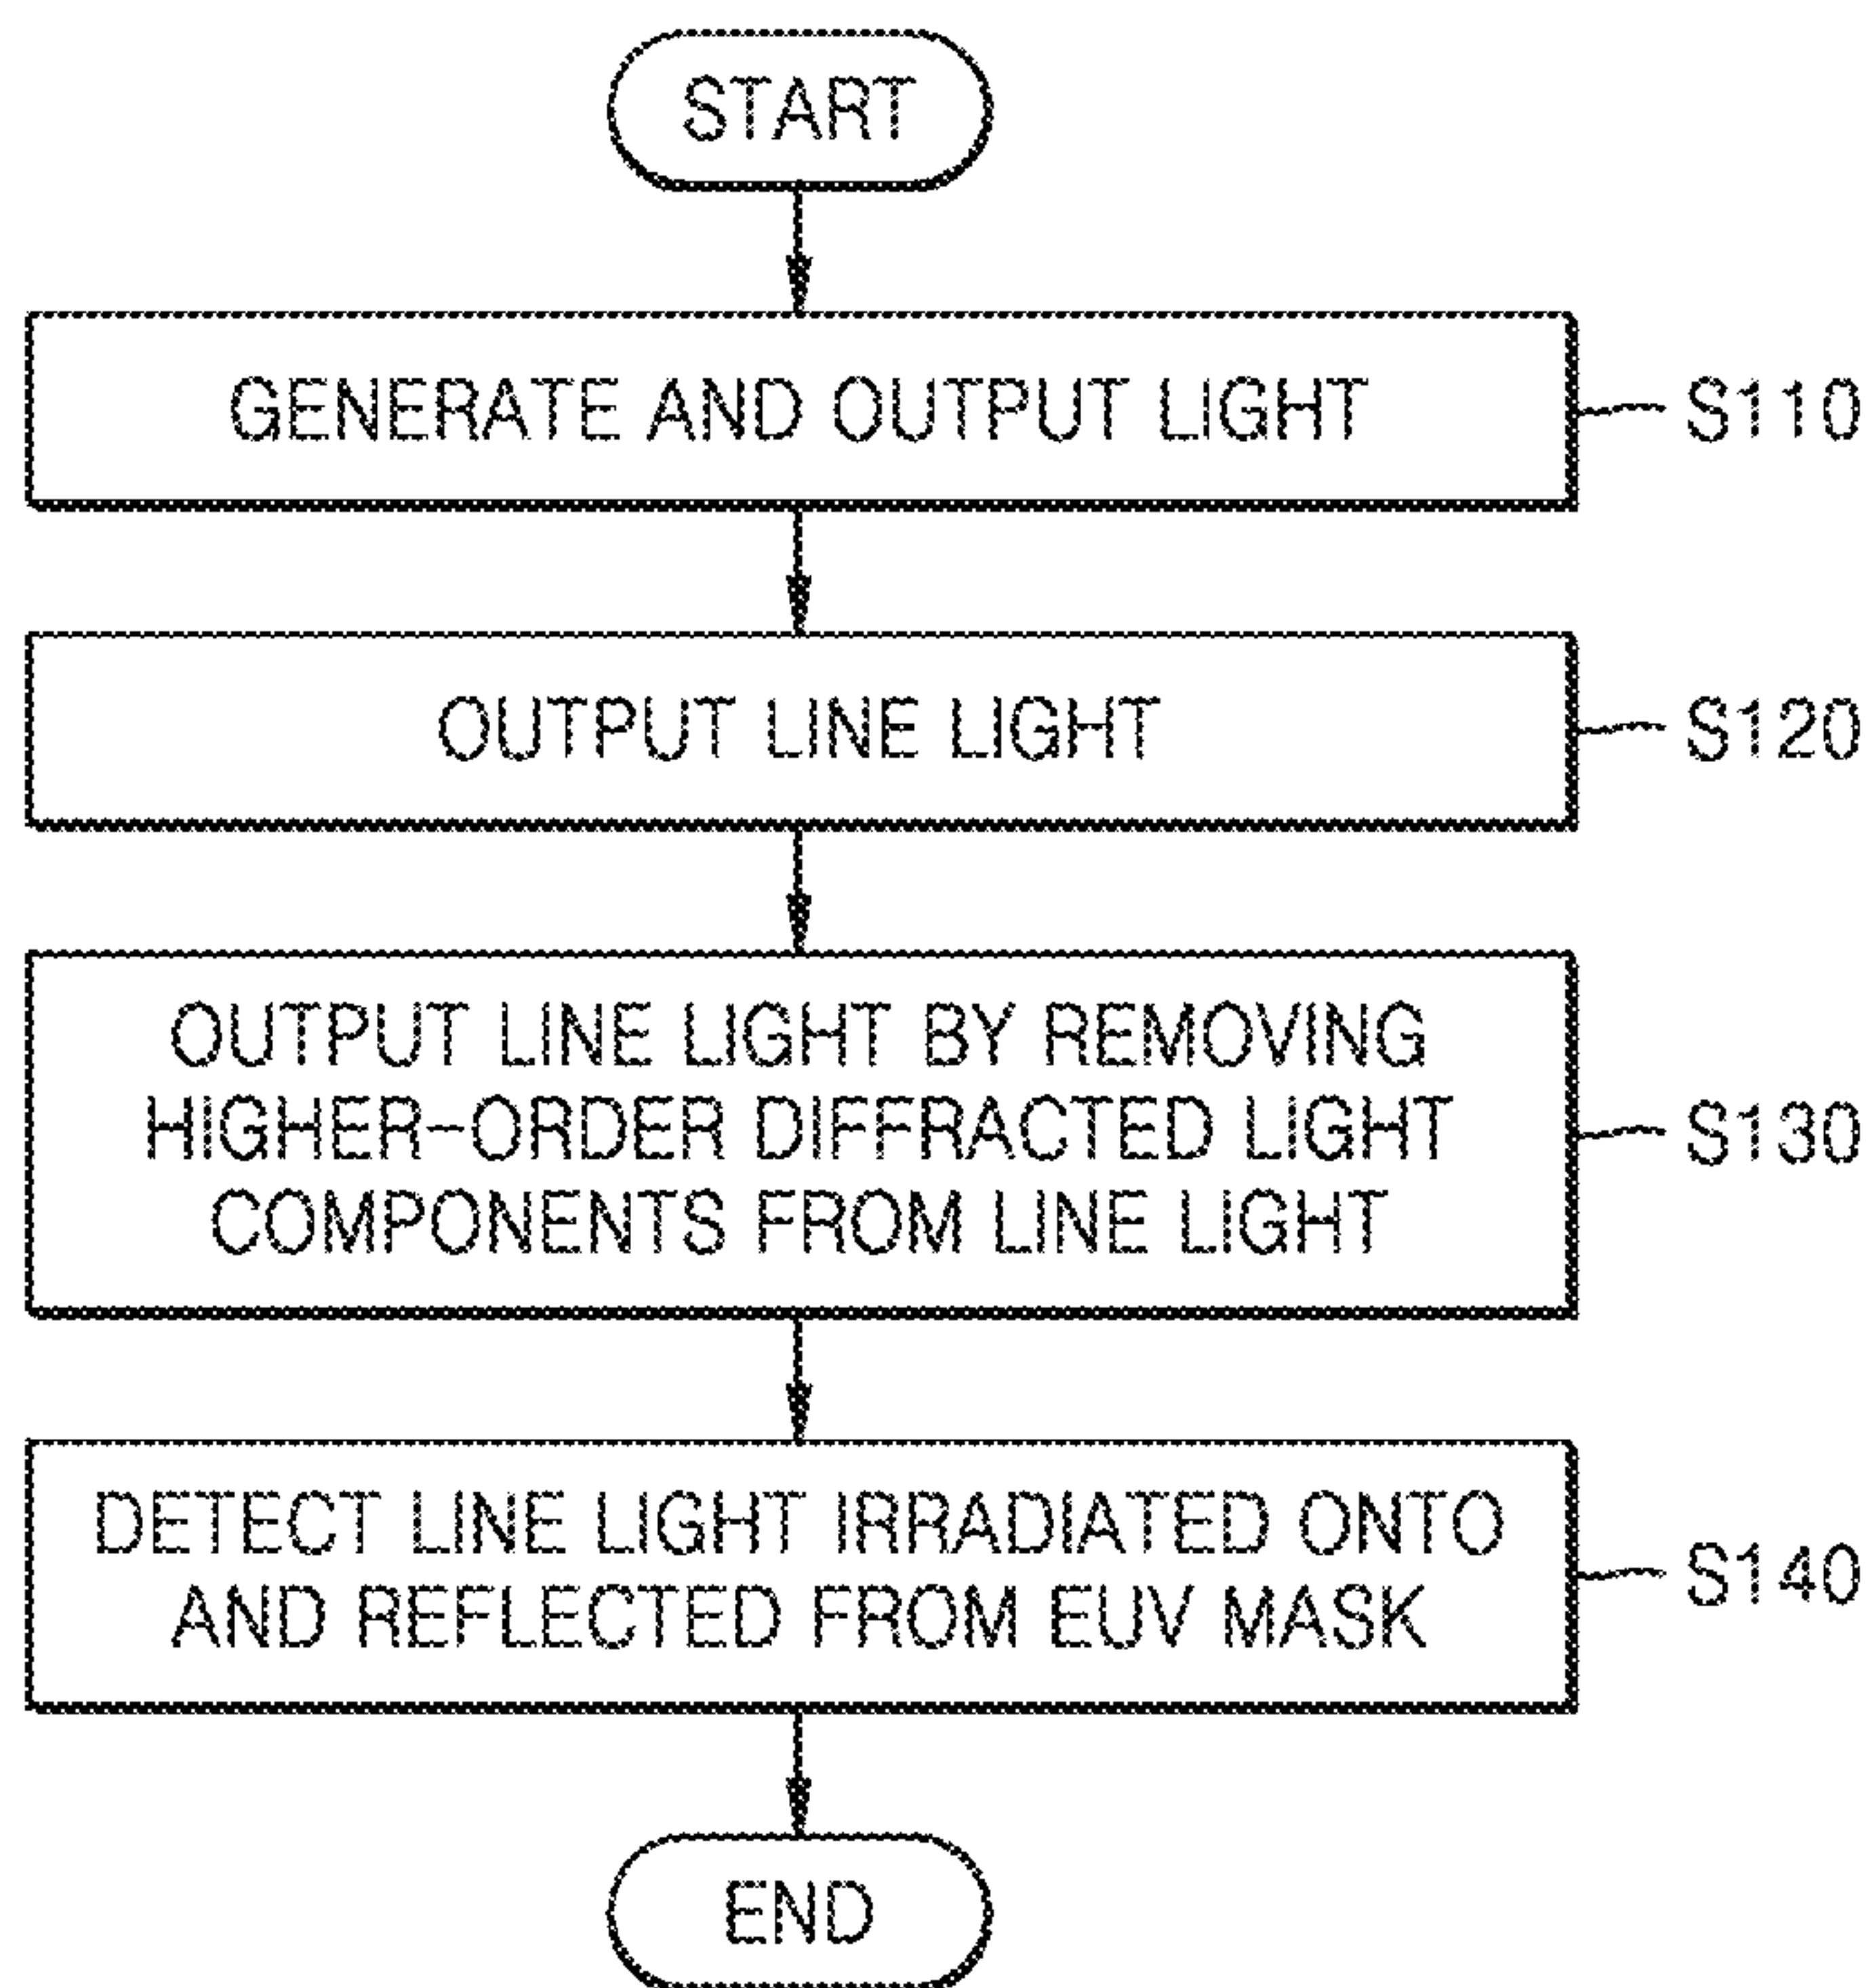 START
GENERATE AND OUTPUT LIGHT
S110
OUTPUT LINE LIGHT
S120
OUTPUT LINE LIGHT BY REMOVING
HIGHER-ORDER DIFFRACTED LIGHT
COMPONENTS FROM LINE LIGHT
S130
DETECT LINE LIGHT IRRADIATED ONTO
AND REFLECTED FROM EUV MASK
S140
END